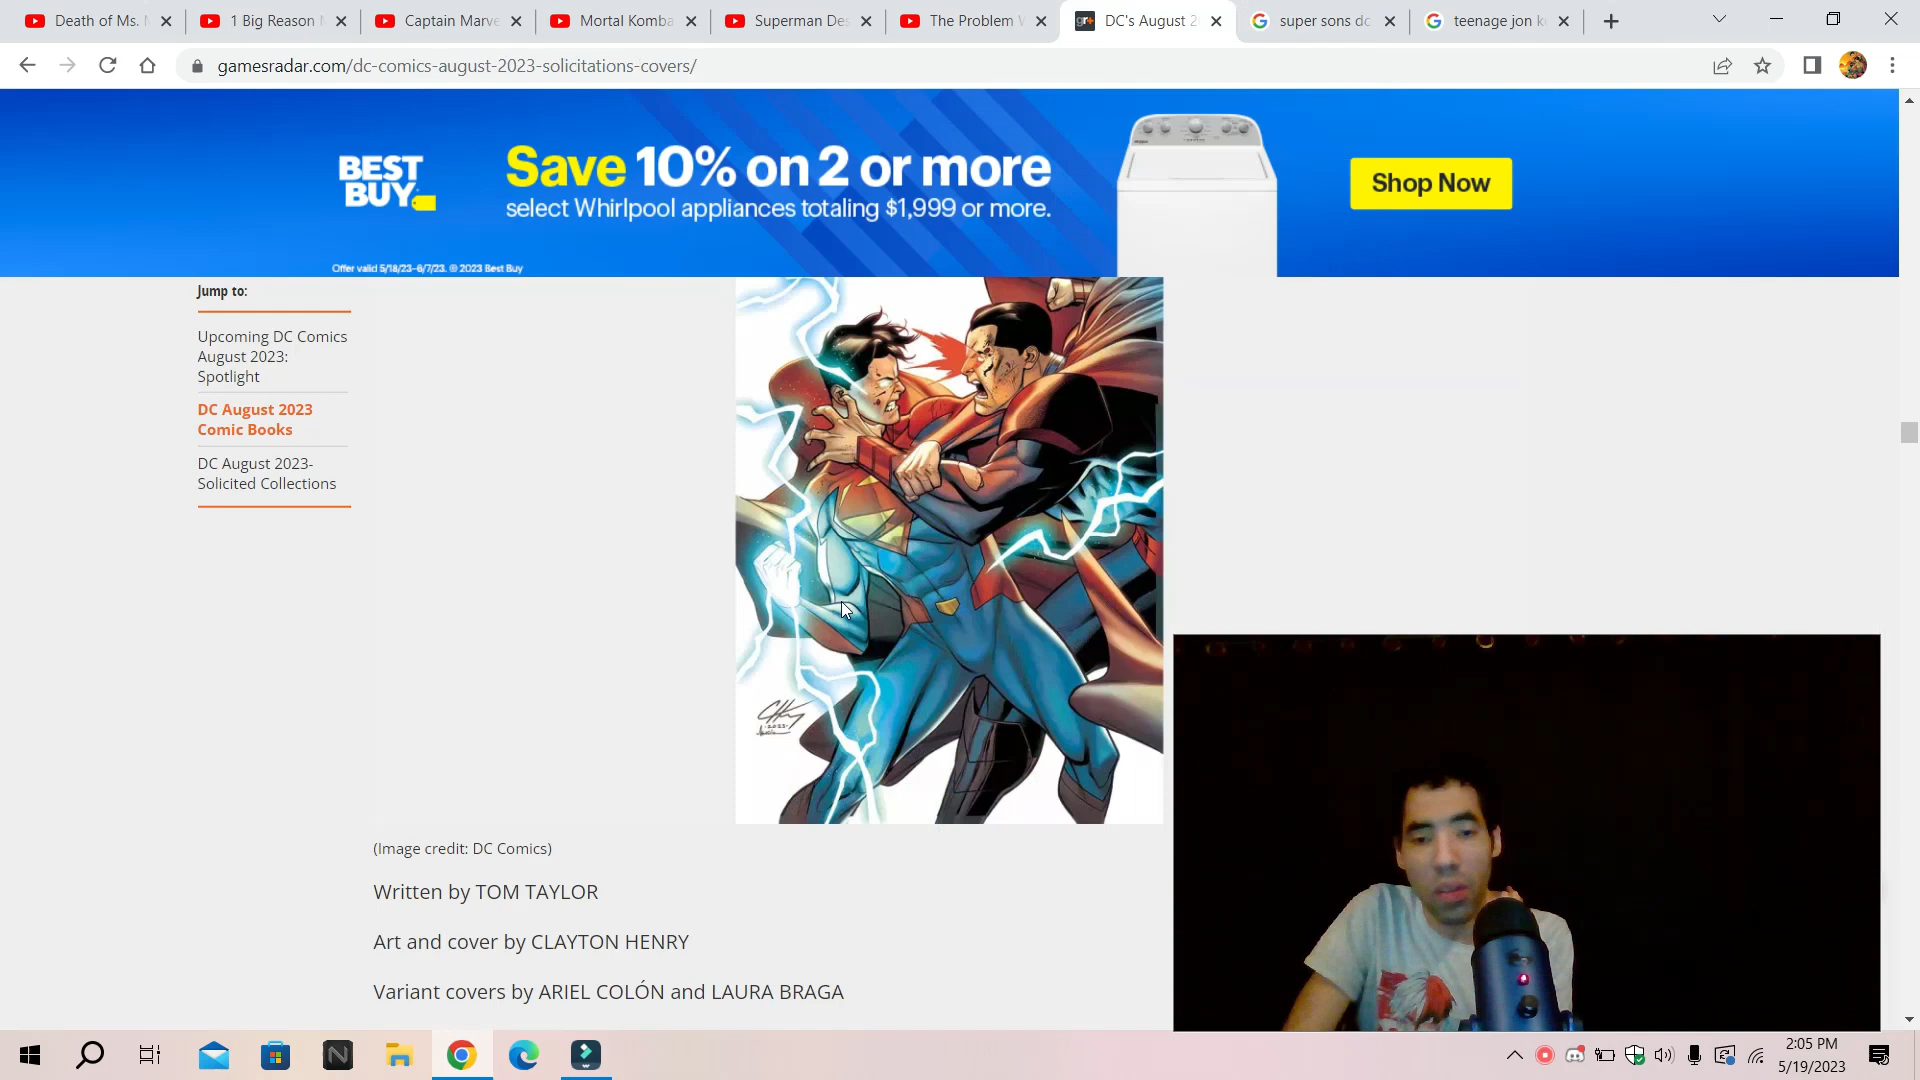 Death of Ms.
1 Big Reason
Captain Marve
Mortal Komba
Superman Des
The Problem
DC's August 2
super sons dc
teenage jon k
gamesradar.com/dc-comics-august-2023-solicitations-covers/
BEST
BUY
Save 10% on 2 or more
select Whirlpool appliances totaling $1,999 or more.
Shop Now
Offer valid 5/18/23–6/7/23. © 2023 Best Buy
Jump to:
Upcoming DC Comics
August 2023:
Spotlight
DC August 2023
Comic Books
DC August 2023-
Solicited Collections
(Image credit: DC Comics)
Written by TOM TAYLOR
Art and cover by CLAYTON HENRY
Variant covers by ARIEL COLÓN and LAURA BRAGA
2:05 PM
5/19/2023